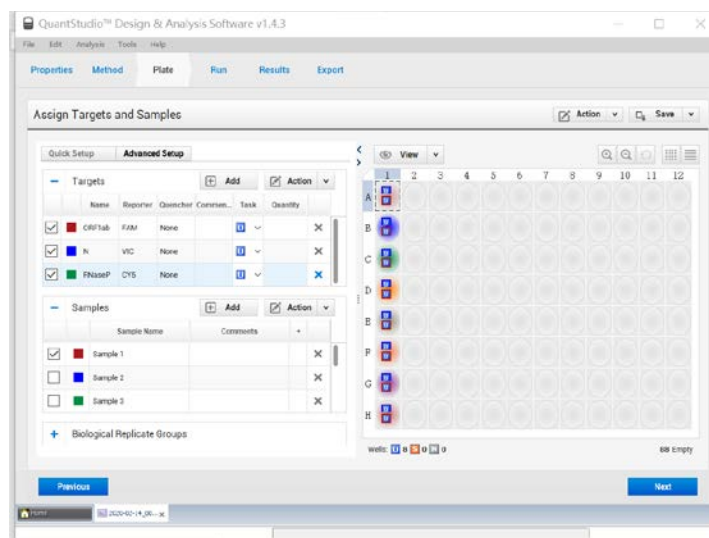 QuantStudio™ Design & Analysis Software v1.4.3
File Edit Analysis Tools Help
Properties Method Plate Run Results Export
Assign Targets and Samples
Action Save
Quick Setup Advanced Setup
View
Targets Add Action
Name Reporter Quencher Commen... Task Quantity
ORF1ab FAM None U
N VIC None U
RNaseP CY5 None U
Samples Add Action
Sample Name Comments
Sample 1
Sample 2
Sample 3
Biological Replicate Groups
1 2 3 4 5 6 7 8 9 10 11 12
A
B
C
D
E
F
G
H
Wells: U 8 S 0 N 0
88 Empty
Previous Next
Home